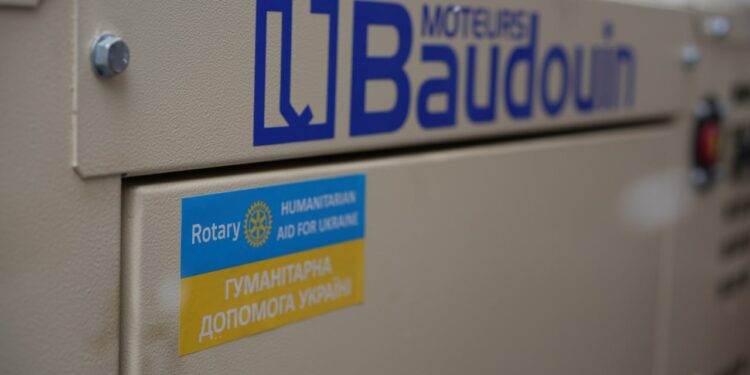 MOTEURS
Baudouin
Rotary
HUMANITARIAN
AID FOR UKRAINE
ГУМАНІТАРНА
ДОПОМОГА УКРАЇНІ